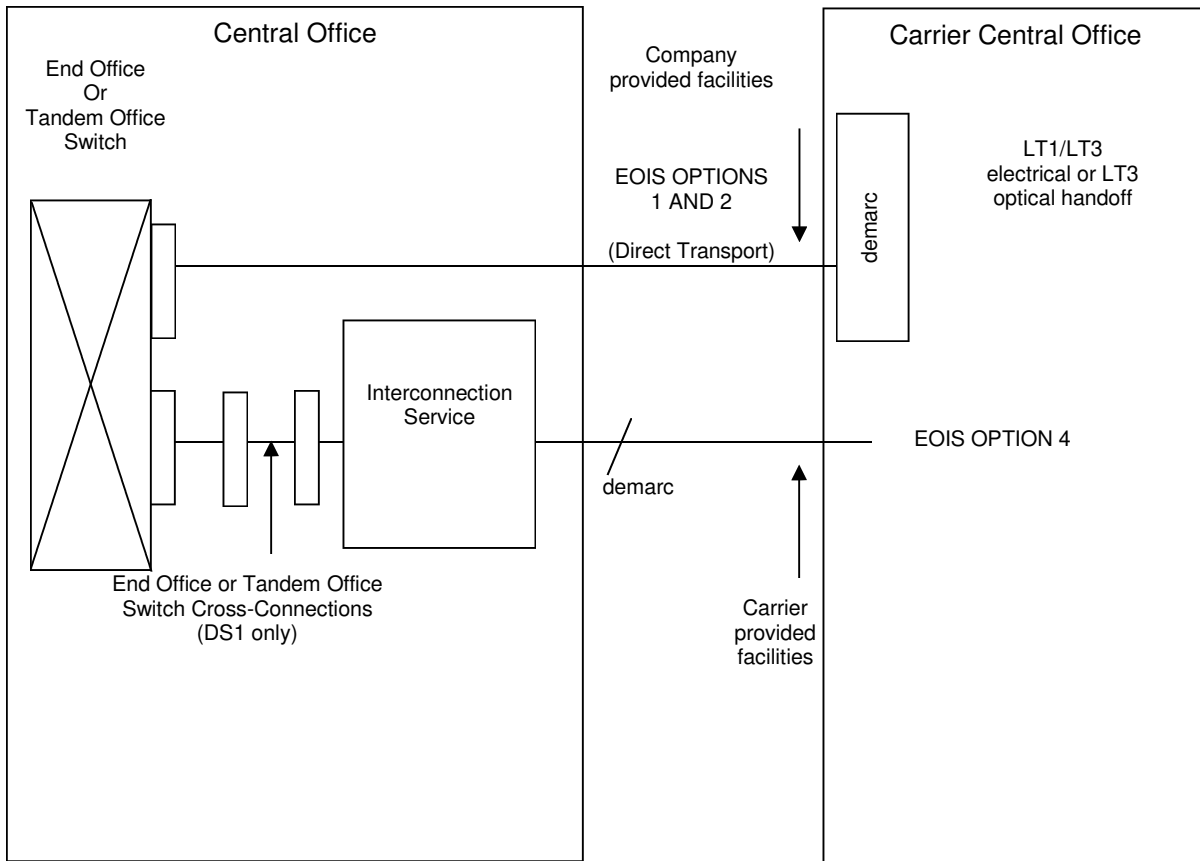 Central Office
Carrier Central Office
End Office
Or
Tandem Office
Switch
Company
provided facilities
LT1/LT3
electrical or LT3
optical handoff
EOIS OPTIONS
1 AND 2
(Direct Transport)
demarc
Interconnection
Service
EOIS OPTION 4
demarc
End Office or Tandem Office
Switch Cross-Connections
(DS1 only)
Carrier
provided
facilities